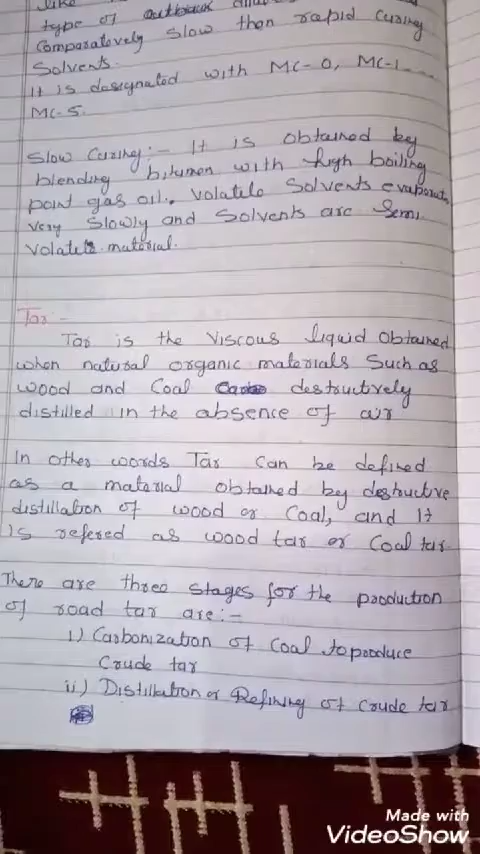 like
type of cutback
Comparatovely slow than rapid curing
Solvents.
It is designated with MC-0, MC-1 ....
MC-5.
Slow Curing:- It is obtained by
blending bitumen with high boiling
point gas oil. Volatile Solvents evaporate
very Slowly and Solvents are Semi
volatile material.
Tar -
Tar is the viscous liquid obtained
when natural organic materials Such as
wood and Coal destructively
distilled in the absence of air
In other words Tar Can be defined
as a material obtained by destructive
distillation of wood or Coal, and it
is refered as wood tar or Coal tar.
There are three stages for the production
of road tar are:-
i) Carbonization of Coal to produce
Crude tar
ii) Distillation or Refining of Crude tar
Made with
VideoShow